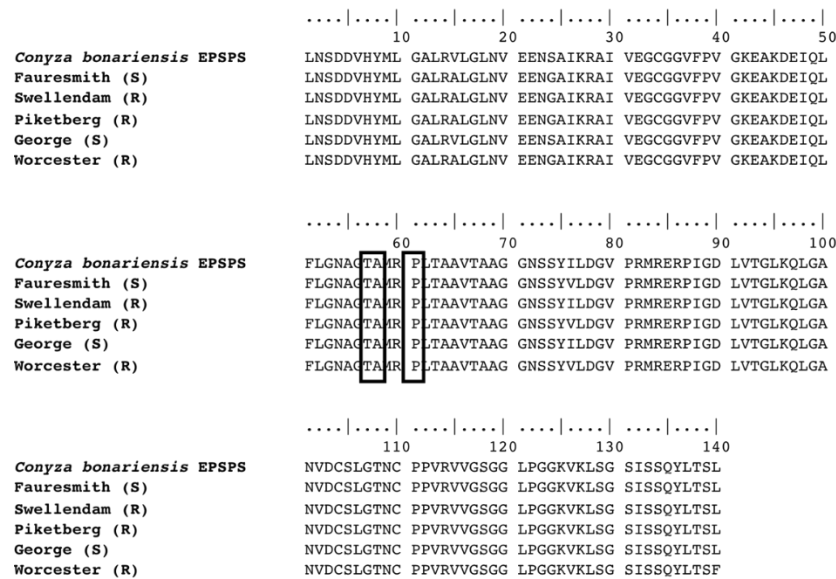 ....|....|....|....|....|....|....|....|....|....|
10 20 30 40 50
Conyza bonariensis EPSPS LNSDDVHYML GALRVLGLNV EENSAIKRAI VEGCGGVFPV GKEAKDEIQL
Fauresmith (S) LNSDDVHYML GALRALGLNV EENGAIKRAI VEGCGGVFPV GKEAKDEIQL
Swellendam (R) LNSDDVHYML GALRALGLNV EENGAIKRAI VEGCGGVFPV GKEAKDEIQL
Piketberg (R) LNSDDVHYML GALRALGLNV EENGAIKRAI VEGCGGVFPV GKEAKDEIQL
George (S) LNSDDVHYML GALRVLGLNV EENSAIKRAI VEGCGGVFPV GKEAKDEIQL
Worcester (R) LNSDDVHYML GALRALGLNV EENGAIKRAI VEGCGGVFPV GKEAKDEIQL
....|....|....|....|....|....|....|....|....|....|
60 70 80 90 100
Conyza bonariensis EPSPS FLGNAGTAMR PLTAAVTAAG GNSSYILDGV PRMRERPIGD LVTGLKQLGA
Fauresmith (S) FLGNAGTAMR PLTAAVTAAG GNSSYILDGV PRMRERPIGD LVTGLKQLGA
Swellendam (R) FLGNAGTAMR PLTAAVTAAG GNSSYILDGV PRMRERPIGD LVTGLKQLGA
Piketberg (R) FLGNAGTAMR PLTAAVTAAG GNSSYVLDGV PRMRERPIGD LVTGLKQLGA
George (S) FLGNAGTAMR PLTAAVTAAG GNSSYILDGV PRMRERPIGD LVTGLKQLGA
Worcester (R) FLGNAGTAMR PLTAAVTAAG GNSSYVLDGV PRMRERPIGD LVTGLKQLGA
....|....|....|....|....|....|....|....|
110 120 130 140
Conyza bonariensis EPSPS NVDCSLGTNC PPVRVVGSGG LPGGKVKLSG SISSQYLTSL
Fauresmith (S) NVDCSLGTNC PPVRVVGSGG LPGGKVKLSG SISSQYLTSL
Swellendam (R) NVDCSLGTNC PPVRVVGSGG LPGGKVKLSG SISSQYLTSL
Piketberg (R) NVDCSLGTNC PPVRVVGSGG LPGGKVKLSG SISSQYLTSL
George (S) NVDCSLGTNC PPVRVVGSGG LPGGKVKLSG SISSQYLTSL
Worcester (R) NVDCSLGTNC PPVRVVGSGG LPGGKVKLSG SISSQYLTSF